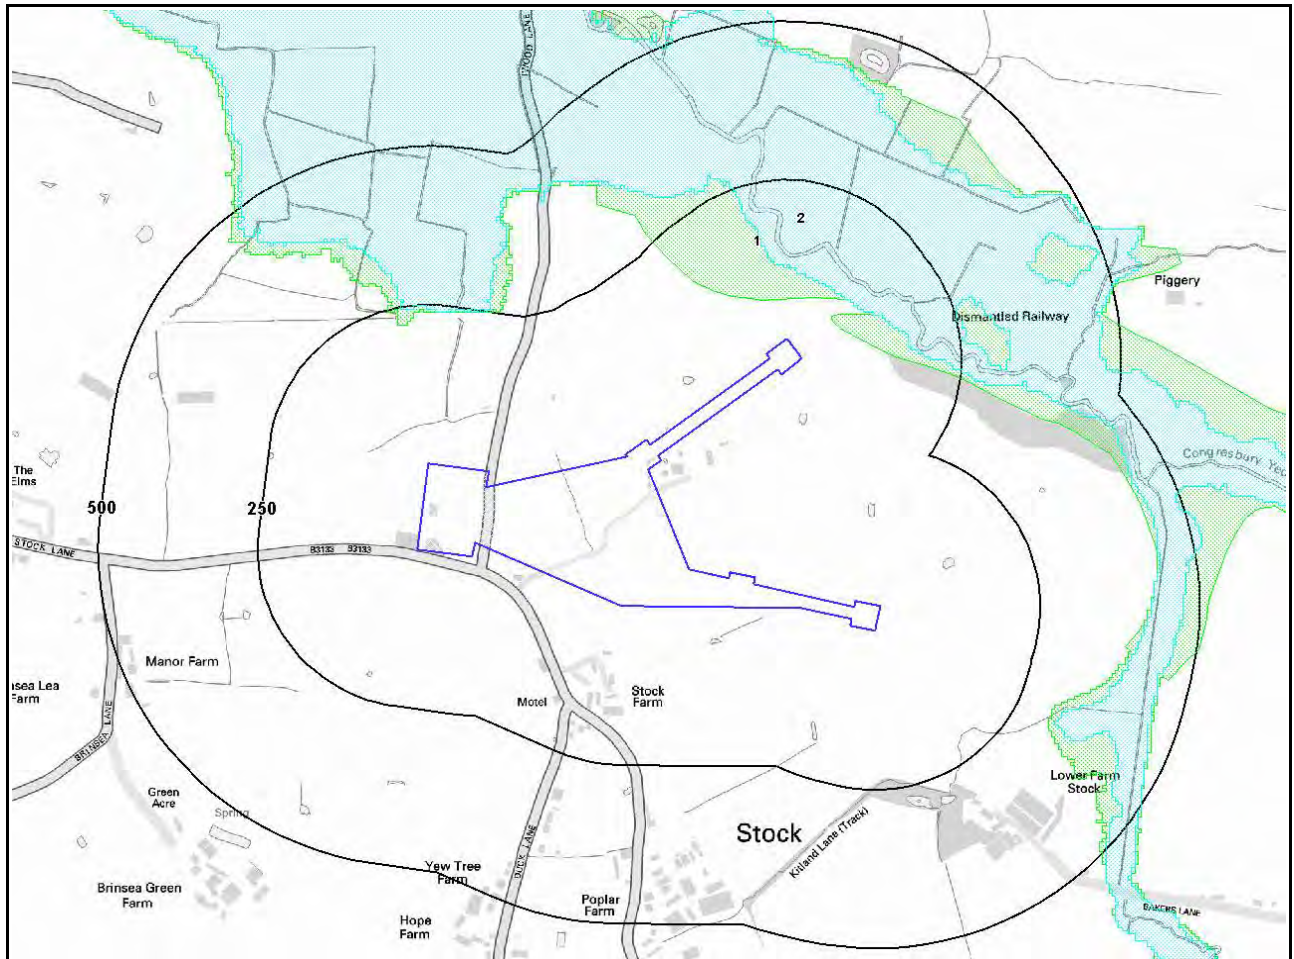 WOOD LANE
2
1
Piggery
Dismantled Railway
The
Elms
500
250
Congresbury Yeo
STOCK LANE
B3133 B3133
Manor Farm
Stock
Farm
Motel
Farm
BRINSEA LANE
Green
Acre
Spring
Lower Farm
Stock
Stock
Kitland Lane (Track)
DUCK LANE
Yew Tree
Farm
Brinsea Green
Farm
Poplar
Farm
Hope
Farm
BAKERS LANE